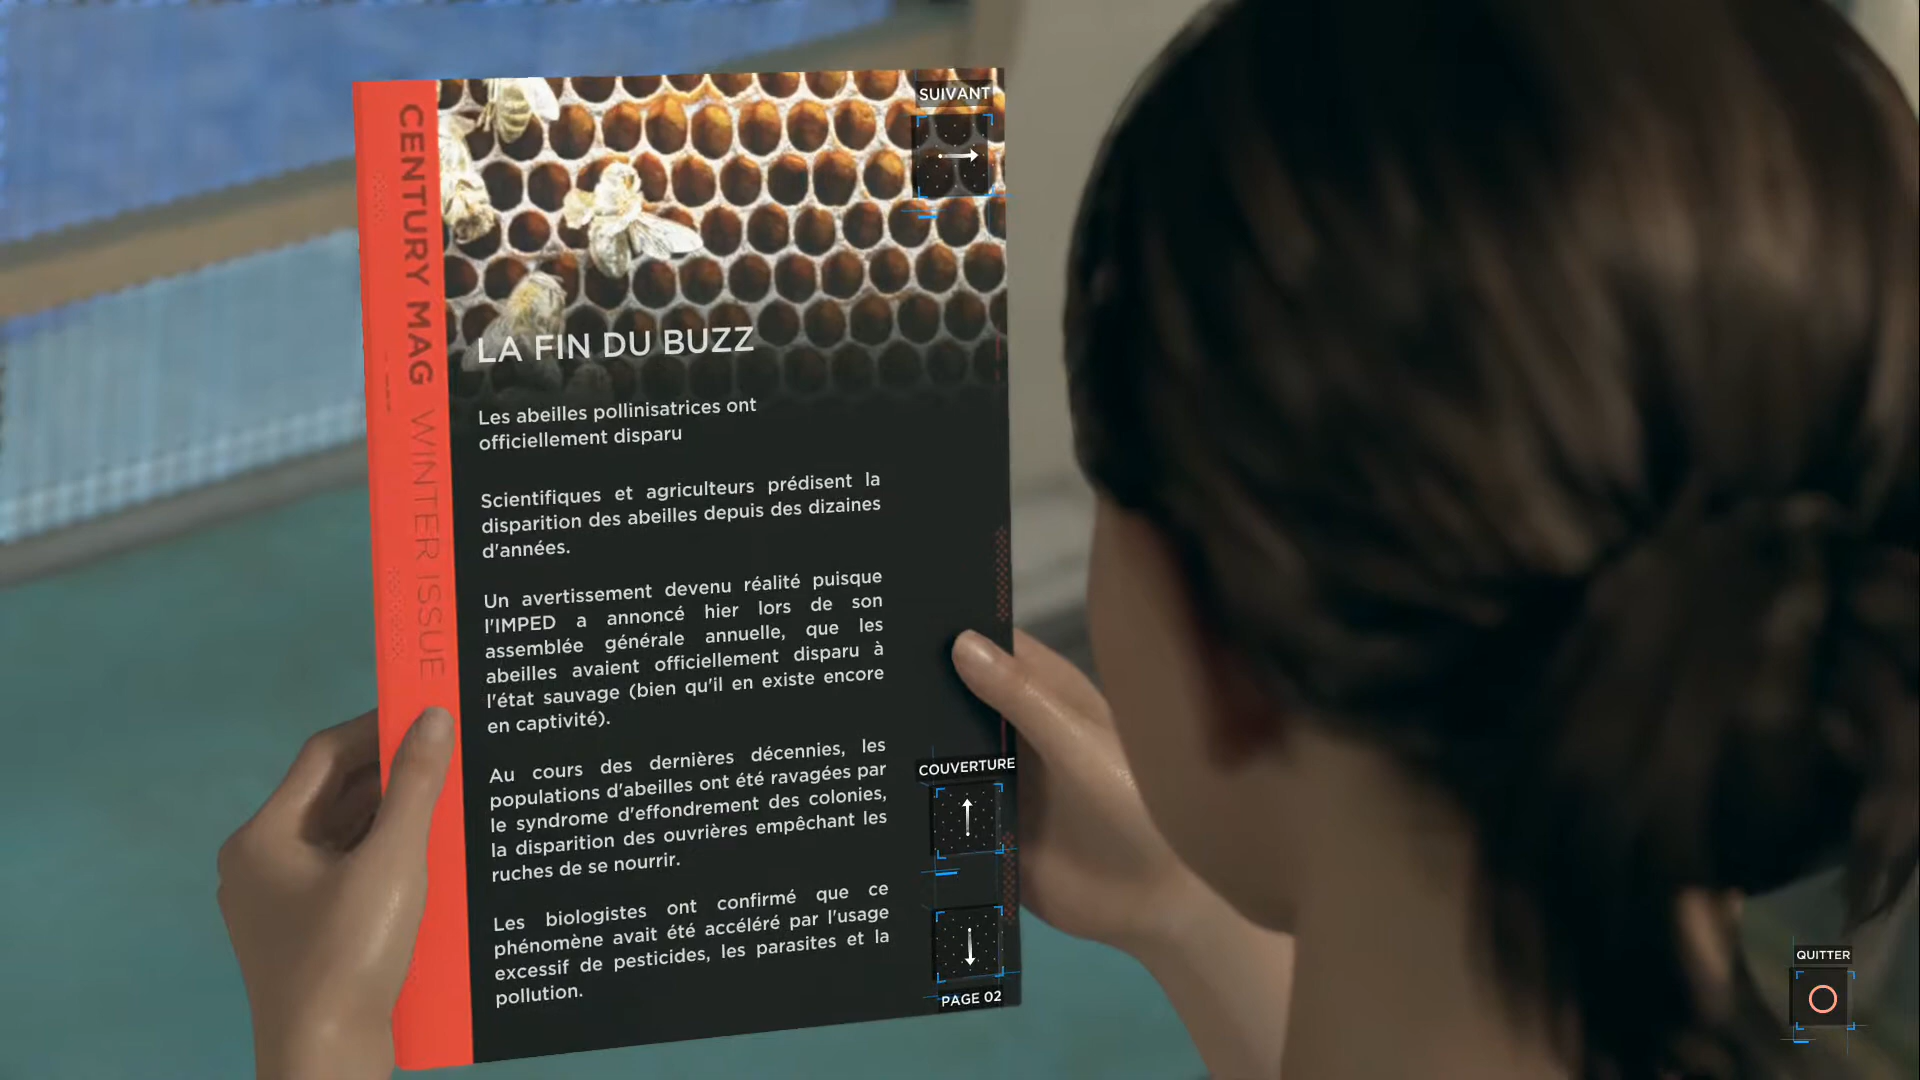 CENTURY MAG WINTER ISSUE
SUIVANT
LA FIN DU BUZZ
Les abeilles pollinisatrices ont
officiellement disparu
Scientifiques et agriculteurs prédisent la
disparition des abeilles depuis des dizaines
d'années.
Un avertissement devenu réalité puisque
l'IMPED a annoncé hier lors de son
assemblée générale annuelle, que les
abeilles avaient officiellement disparu à
l'état sauvage (bien qu'il en existe encore
en captivité).
Au cours des dernières décennies, les
populations d'abeilles ont été ravagées par
le syndrome d'effondrement des colonies,
la disparition des ouvrières empêchant les
ruches de se nourrir.
Les biologistes ont confirmé que ce
phénomène avait été accéléré par l'usage
excessif de pesticides, les parasites et la
pollution.
COUVERTURE
PAGE 02
QUITTER